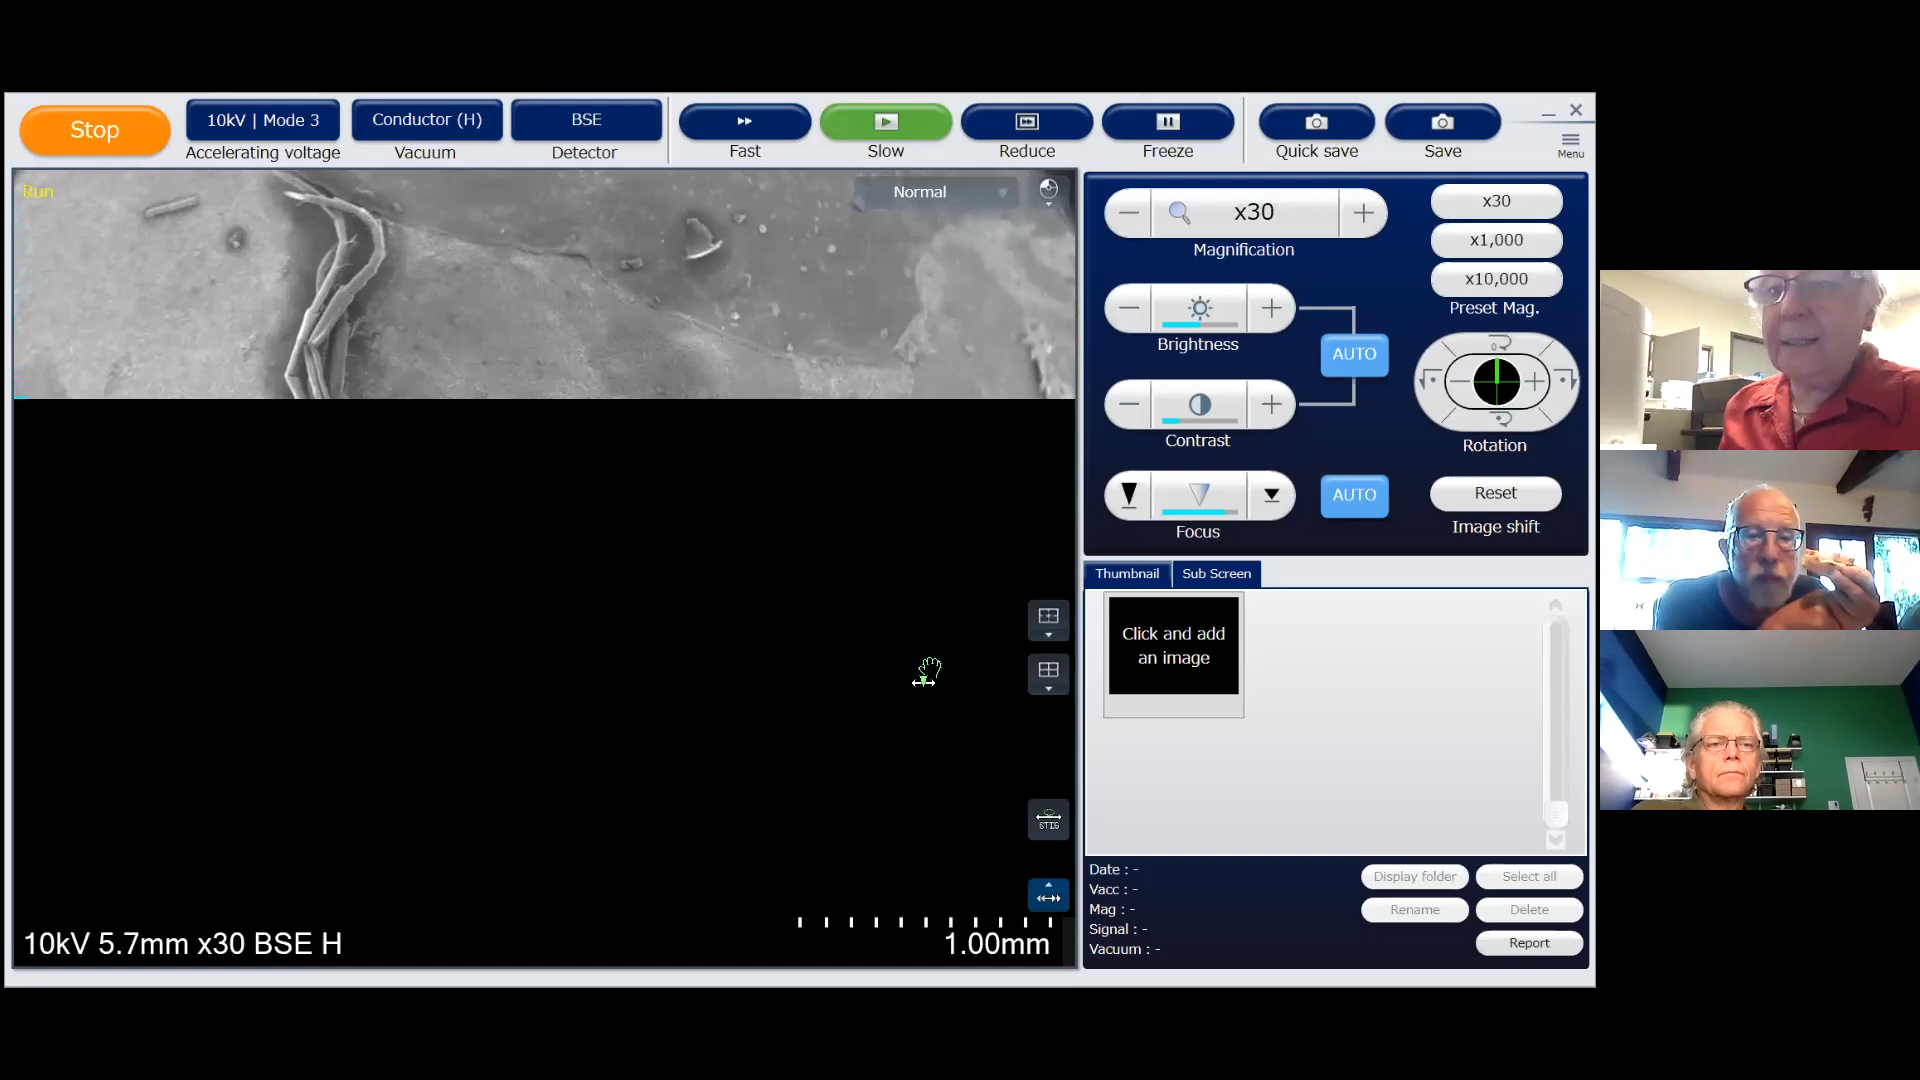 Stop
10kV | Mode 3
Accelerating voltage
Conductor (H)
Vacuum
BSE
Detector
Fast
Slow
Reduce
Freeze
Quick save
Save
Menu
Run
Normal
x30
Magnification
x30
x1,000
x10,000
Preset Mag.
Brightness
AUTO
Contrast
Rotation
Focus
AUTO
Reset
Image shift
Thumbnail
Sub Screen
Click and add
an image
STIG
Date : -
Vacc : -
Mag : -
Signal : -
Vacuum : -
Display folder
Select all
Rename
Delete
Report
10kV 5.7mm x30 BSE H
1.00mm